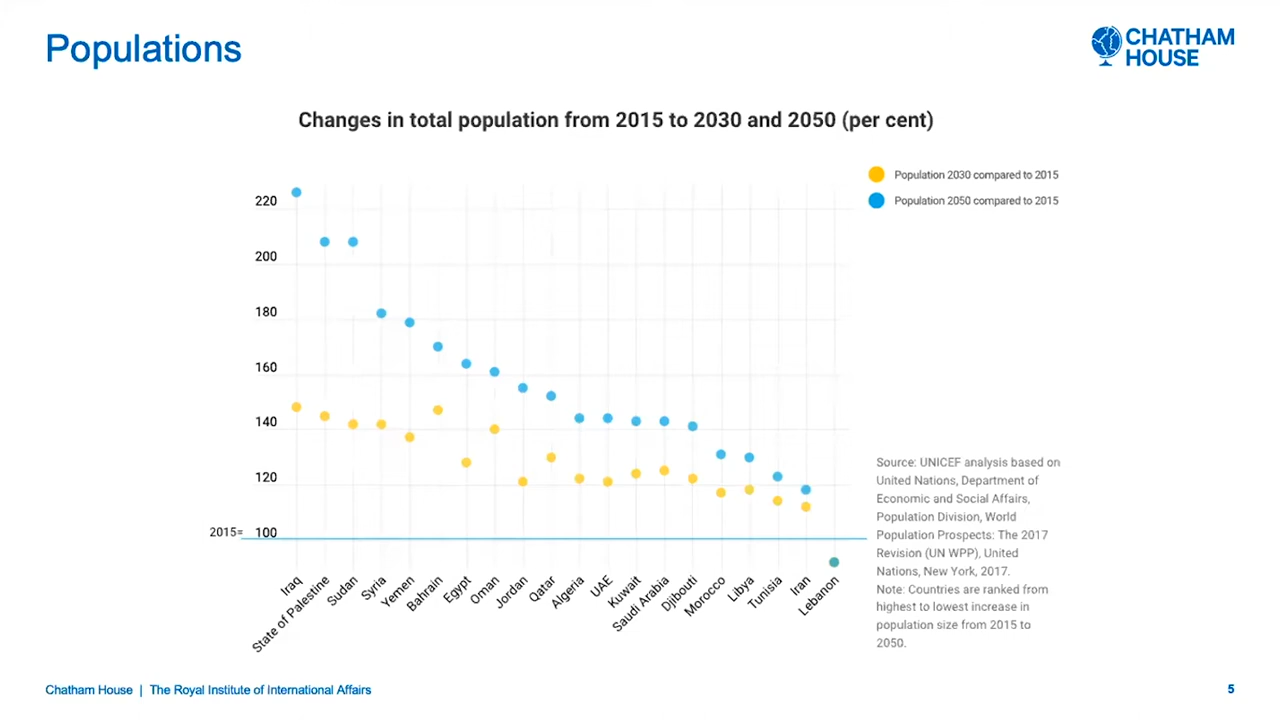 Populations
CHATHAM
HOUSE
Changes in total population from 2015 to 2030 and 2050 (per cent)
Population 2030 compared to 2015
Population 2050 compared to 2015
220
200
180
160
140
120
2015= 100
Iraq
State of Palestine
Sudan
Syria
Yemen
Bahrain
Egypt
Oman
Jordan
Qatar
Algeria
UAE
Kuwait
Saudi Arabia
Djibouti
Morocco
Libya
Tunisia
Iran
Lebanon
Source: UNICEF analysis based on
United Nations, Department of
Economic and Social Affairs,
Population Division, World
Population Prospects: The 2017
Revision (UN WPP), United
Nations, New York, 2017.
Note: Countries are ranked from
highest to lowest increase in
population size from 2015 to
2050.
Chatham House | The Royal Institute of International Affairs
5